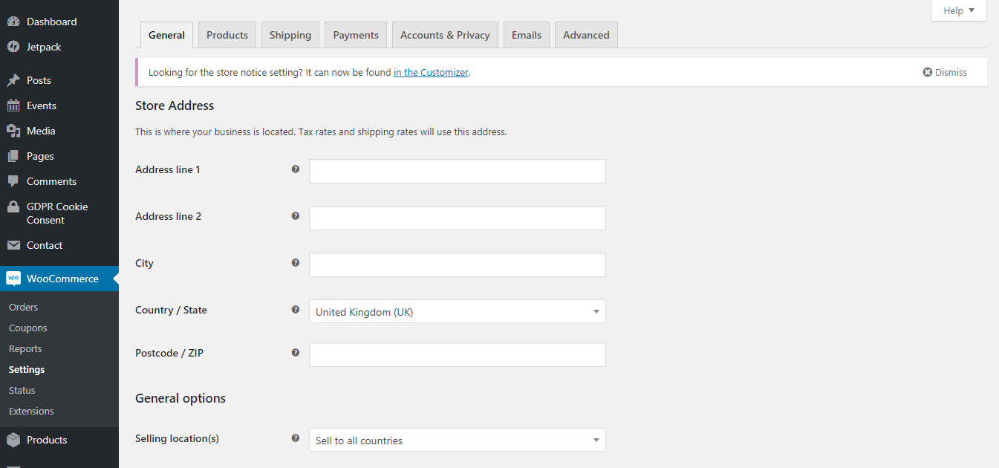 Dashboard
Jetpack
Posts
Events
Media
Pages
Comments
GDPR Cookie
Consent
Contact
woo WooCommerce
Orders
Coupons
Reports
Settings
Status
Extensions
Products
Help
General Products Shipping Payments Accounts & Privacy Emails Advanced
Looking for the store notice setting? It can now be found in the Customizer. Dismiss
Store Address
This is where your business is located. Tax rates and shipping rates will use this address.
Address line 1 ?
Address line 2 ?
City ?
Country / State ? United Kingdom (UK)
Postcode / ZIP ?
General options
Selling location(s) ? Sell to all countries